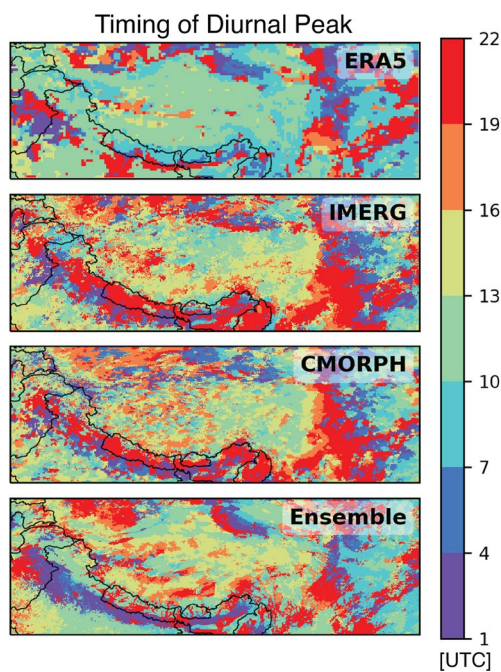 Timing of Diurnal Peak
ERA5
IMERG
CMORPH
Ensemble
22
19
16
13
10
7
4
1
[UTC]